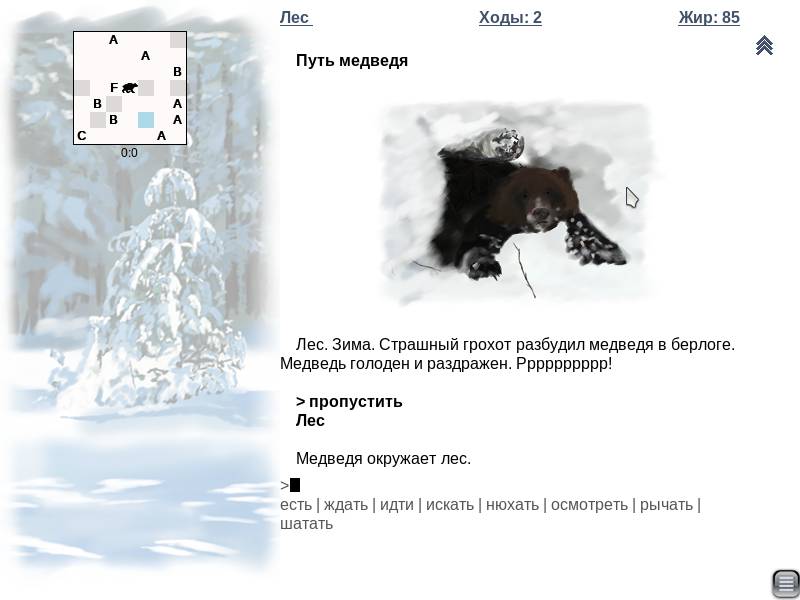 Лес Ходы: 2 Жир: 85
A
A
B
F
B A
B A
C A
0:0
Путь медведя
Лес. Зима. Страшный грохот разбудил медведя в берлоге.
Медведь голоден и раздражен. Рррррррррр!
> пропустить
Лес
Медведя окружает лес.
>
есть | ждать | идти | искать | нюхать | осмотреть | рычать |
шатать